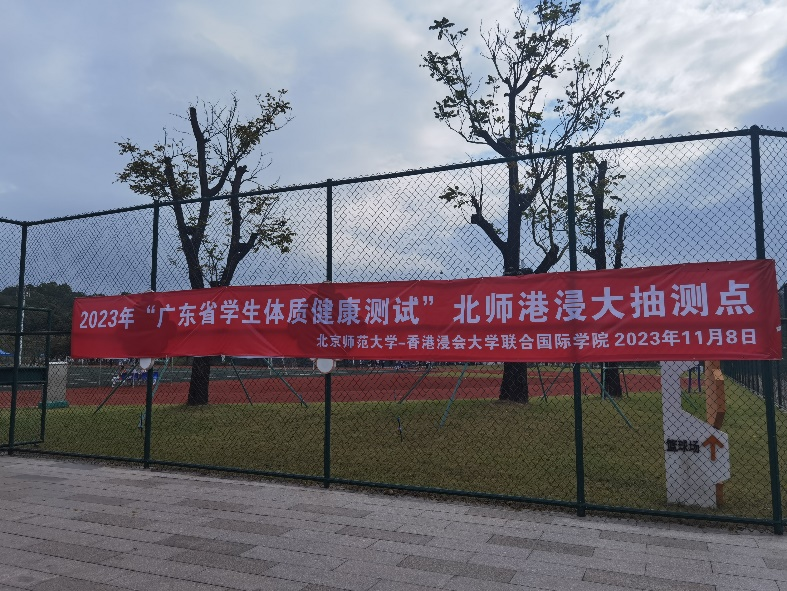 2023年“广东省学生体质健康测试”北师港浸大抽测点
北京师范大学-香港浸会大学联合国际学院 2023年11月8日
篮球场